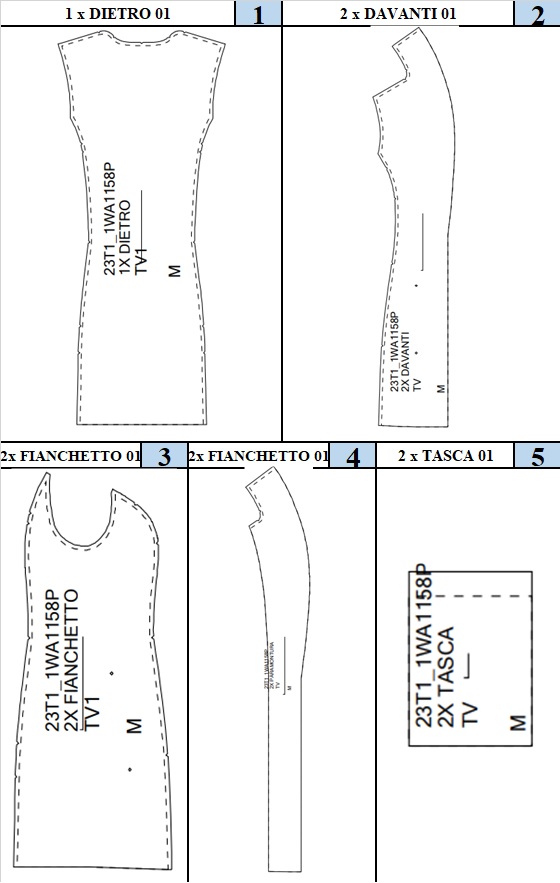 1 x DIETRO 01
1
2 x DAVANTI 01
2
23T1_1WA1158P
1X DIETRO
TV1
M
23T1_1WA1158P
2X DAVANTI
TV
M
2x FIANCHETTO 01
3
2x FIANCHETTO 01
4
2 x TASCA 01
5
23T1_1WA1158P
2X FIANCHETTO
TV1
M
23T1_1WA1158P
2X PARAMONTURA
TV
M
23T1_1WA1158P
2X TASCA
TV
M